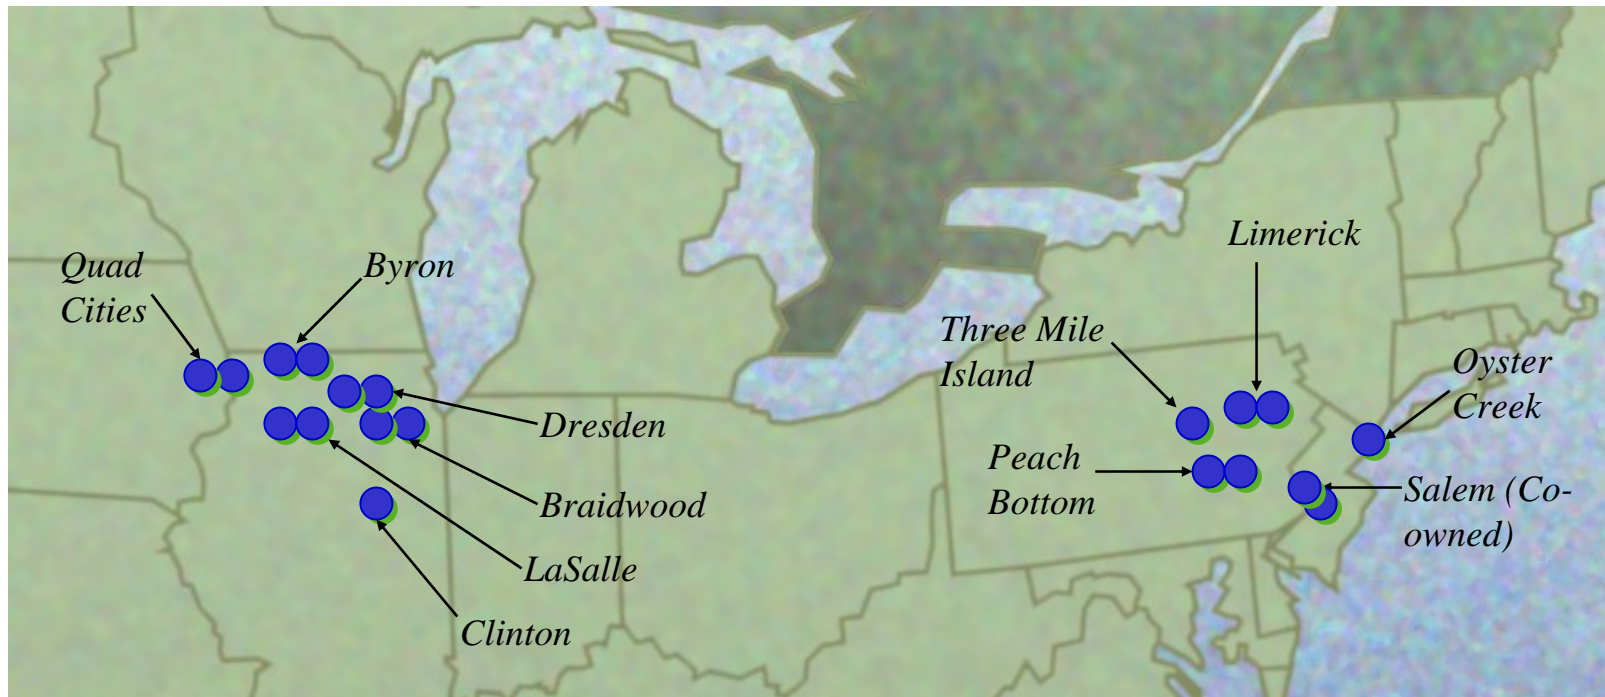 Quad
Cities
Byron
Dresden
Braidwood
LaSalle
Clinton
Limerick
Three Mile
Island
Oyster
Creek
Peach
Bottom
Salem (Co-
owned)